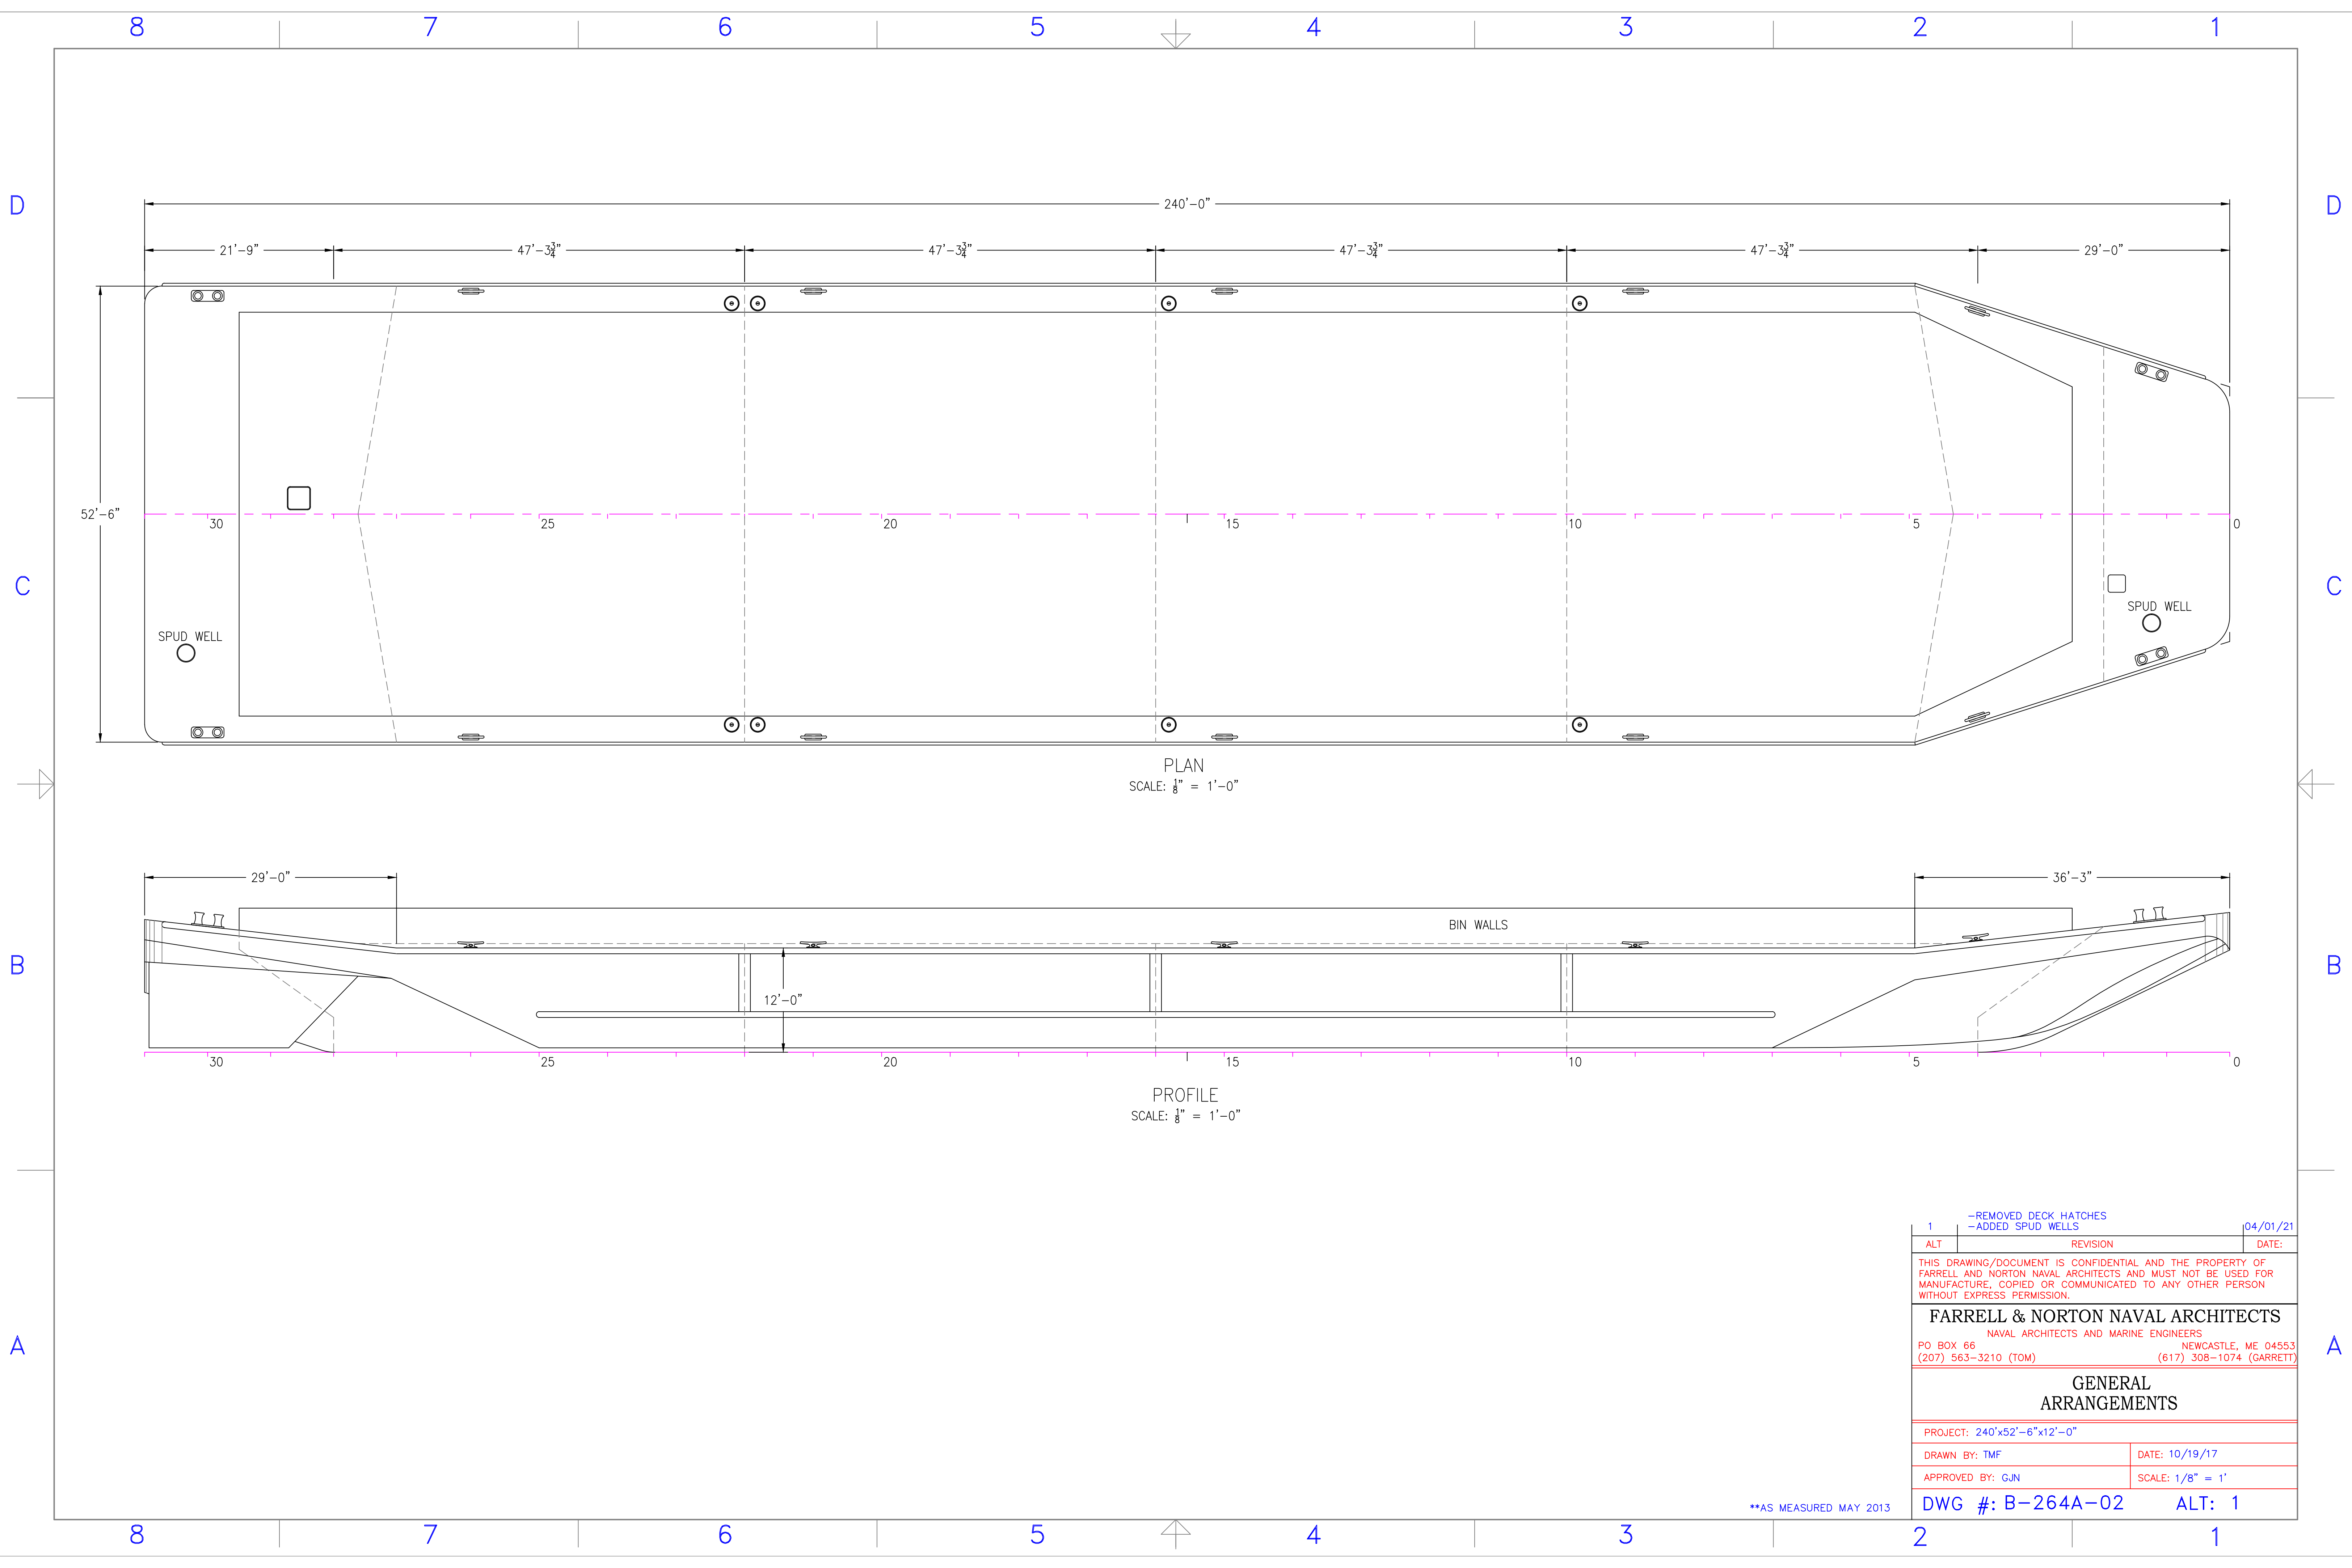 8 7 6 5 4 3 2 1
D D
240'-0"
21'-9" 47'-3 3/4" 47'-3 3/4" 47'-3 3/4" 47'-3 3/4" 29'-0"
52'-6"
30 25 20 15 10 5 0
C C
SPUD WELL
SPUD WELL
PLAN
SCALE: 1/8" = 1'-0"
29'-0" 36'-3"
BIN WALLS
B B
12'-0"
30 25 20 15 10 5 0
PROFILE
SCALE: 1/8" = 1'-0"
-REMOVED DECK HATCHES
1 -ADDED SPUD WELLS 04/01/21
ALT REVISION DATE:
THIS DRAWING/DOCUMENT IS CONFIDENTIAL AND THE PROPERTY OF
FARRELL AND NORTON NAVAL ARCHITECTS AND MUST NOT BE USED FOR
MANUFACTURE, COPIED OR COMMUNICATED TO ANY OTHER PERSON
WITHOUT EXPRESS PERMISSION.
FARRELL & NORTON NAVAL ARCHITECTS
NAVAL ARCHITECTS AND MARINE ENGINEERS
PO BOX 66 NEWCASTLE, ME 04553
(207) 563-3210 (TOM) (617) 308-1074 (GARRETT)
A A
GENERAL
ARRANGEMENTS
PROJECT: 240'x52'-6"x12'-0"
DRAWN BY: TMF DATE: 10/19/17
APPROVED BY: GJN SCALE: 1/8" = 1'
**AS MEASURED MAY 2013
DWG #: B-264A-02 ALT: 1
8 7 6 5 4 3 2 1